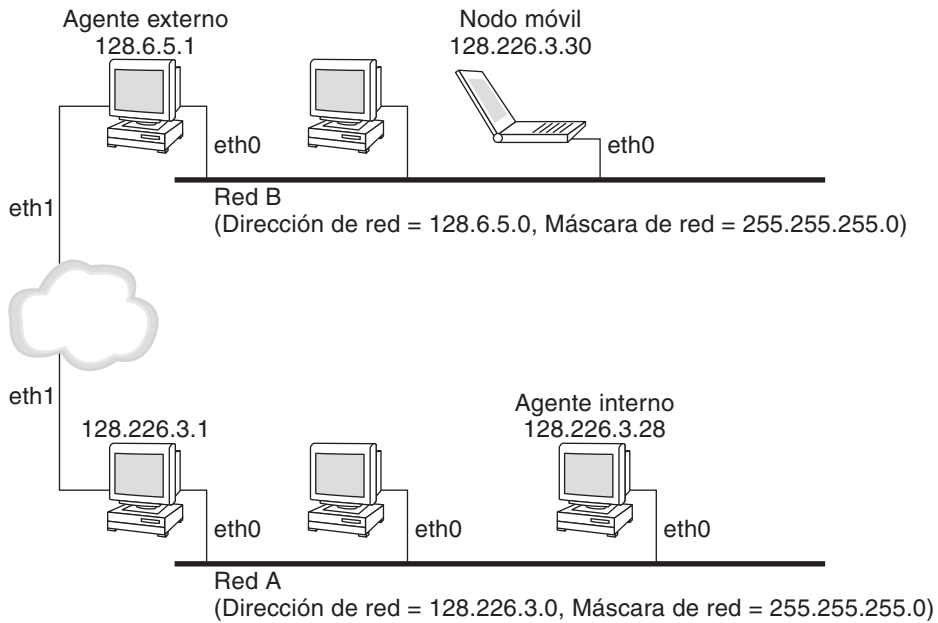 Agente externo
128.6.5.1
Nodo móvil
128.226.3.30
eth0
eth0
Red B
(Dirección de red = 128.6.5.0, Máscara de red = 255.255.255.0)
eth1
eth1
128.226.3.1
Agente interno
128.226.3.28
eth0
eth0
eth0
Red A
(Dirección de red = 128.226.3.0, Máscara de red = 255.255.255.0)